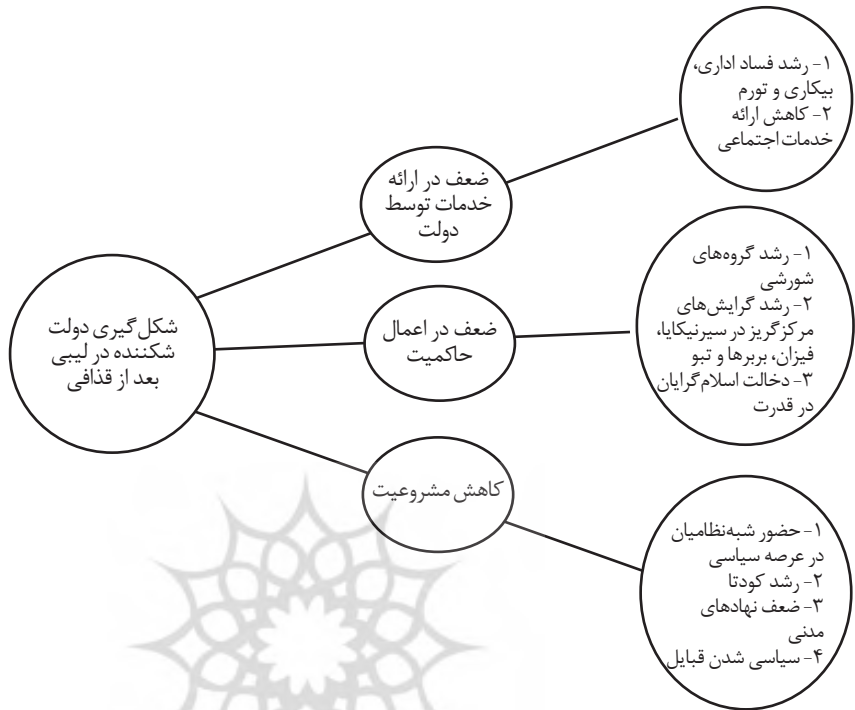 ۱- رشد فساد اداری،
بیکاری و تورم
۲- کاهش ارائه
خدمات اجتماعی
ضعف در ارائه
خدمات توسط
دولت
۱- رشد گروه‌های
شورشی
۲- رشد گرایش‌های
مرکزگریز در سیرنیکایا،
فیزان، بربرها و تبو
۳- دخالت اسلام‌گرایان
در قدرت
ضعف در اعمال
حاکمیت
شکل‌گیری دولت
شکننده در لیبی
بعد از قذافی
کاهش مشروعیت
۱- حضور شبه‌نظامیان
در عرصه سیاسی
۲- رشد کودتا
۳- ضعف نهادهای
مدنی
۴- سیاسی شدن قبایل